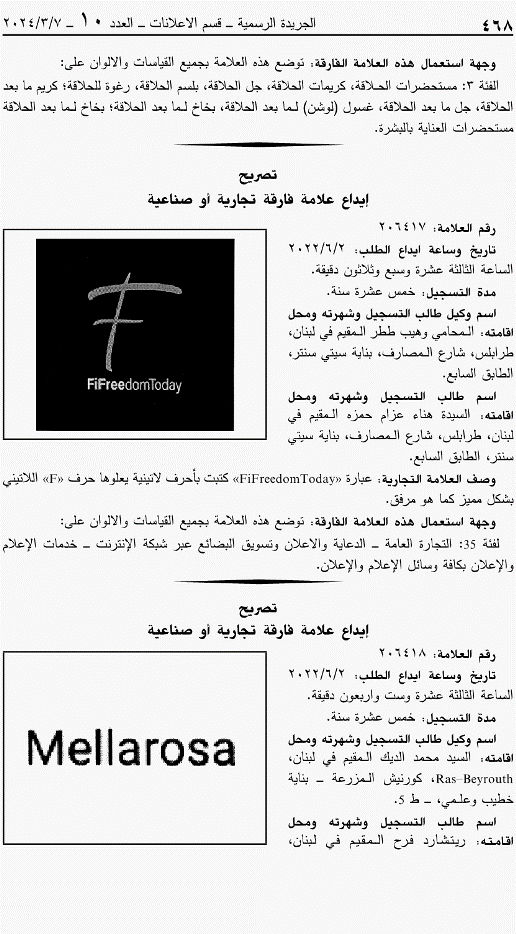 ٤٦٨ الجريدة الرسمية – قسم الاعلانات – العدد ١٠ – ٢٠٢٤/٣/٧
وجهة استعمال هذه العلامة الفارقة: توضع هذه العلامة بجميع القياسات والالوان على:
الفئة ٣: مستحضرات الحلاقة، كريمات الحلاقة، جل الحلاقة، بلسم الحلاقة، رغوة للحلاقة؛ كريم ما بعد
الحلاقة، جل ما بعد الحلاقة، غسول (لوشن) لـما بعد الحلاقة، بخاخ لـما بعد الحلاقة؛ بخاخ لـما بعد الحلاقة
مستحضرات العناية بالبشرة.
تصريح
إيداع علامة فارقة تجارية أو صناعية
رقم العلامة: ٢٠٦٤١٧
تاريخ وساعة ايداع الطلب: ٢٠٢٢/٦/٢
الساعة الثالثة عشرة وسبع وثلاثون دقيقة.
مدة التسجيل: خمس عشرة سنة.
اسم وكيل طالب التسجيل وشهرته ومحل
اقامته: المحامي وهيب ططر المقيم في لبنان،
طرابلس، شارع المصارف، بناية سيتي سنتر،
الطابق السابع.
اسم طالب التسجيل وشهرته ومحل
اقامته: السيدة هناء عزام حمزه المقيم في
لبنان، طرابلس، شارع المصارف، بناية سيتي
سنتر، الطابق السابع.
F
FiFreedomToday
وصف العلامة التجارية: عبارة «FiFreedomToday» كتبت بأحرف لاتينية يعلوها حرف «F» اللاتيني
بشكل مميز كما هو مرفق.
وجهة استعمال هذه العلامة الفارقة: توضع هذه العلامة بجميع القياسات والالوان على:
لفئة 35: التجارة العامة – الدعاية والاعلان وتسويق البضائع عبر شبكة الإنترنت – خدمات الإعلام
والإعلان بكافة وسائل الإعلام والإعلان.
تصريح
إيداع علامة فارقة تجارية أو صناعية
رقم العلامة: ٢٠٦٤١٨
تاريخ وساعة ايداع الطلب: ٢٠٢٢/٦/٢
الساعة الثالثة عشرة وست واربعون دقيقة.
مدة التسجيل: خمس عشرة سنة.
اسم وكيل طالب التسجيل وشهرته ومحل
اقامته: السيد محمد الديك المقيم في لبنان،
Ras–Beyrouth، كورنيش المزرعة – بناية
خطيب وعلمي، – ط 5.
اسم طالب التسجيل وشهرته ومحل
اقامته: ريتشارد فرح المقيم في لبنان،
Mellarosa